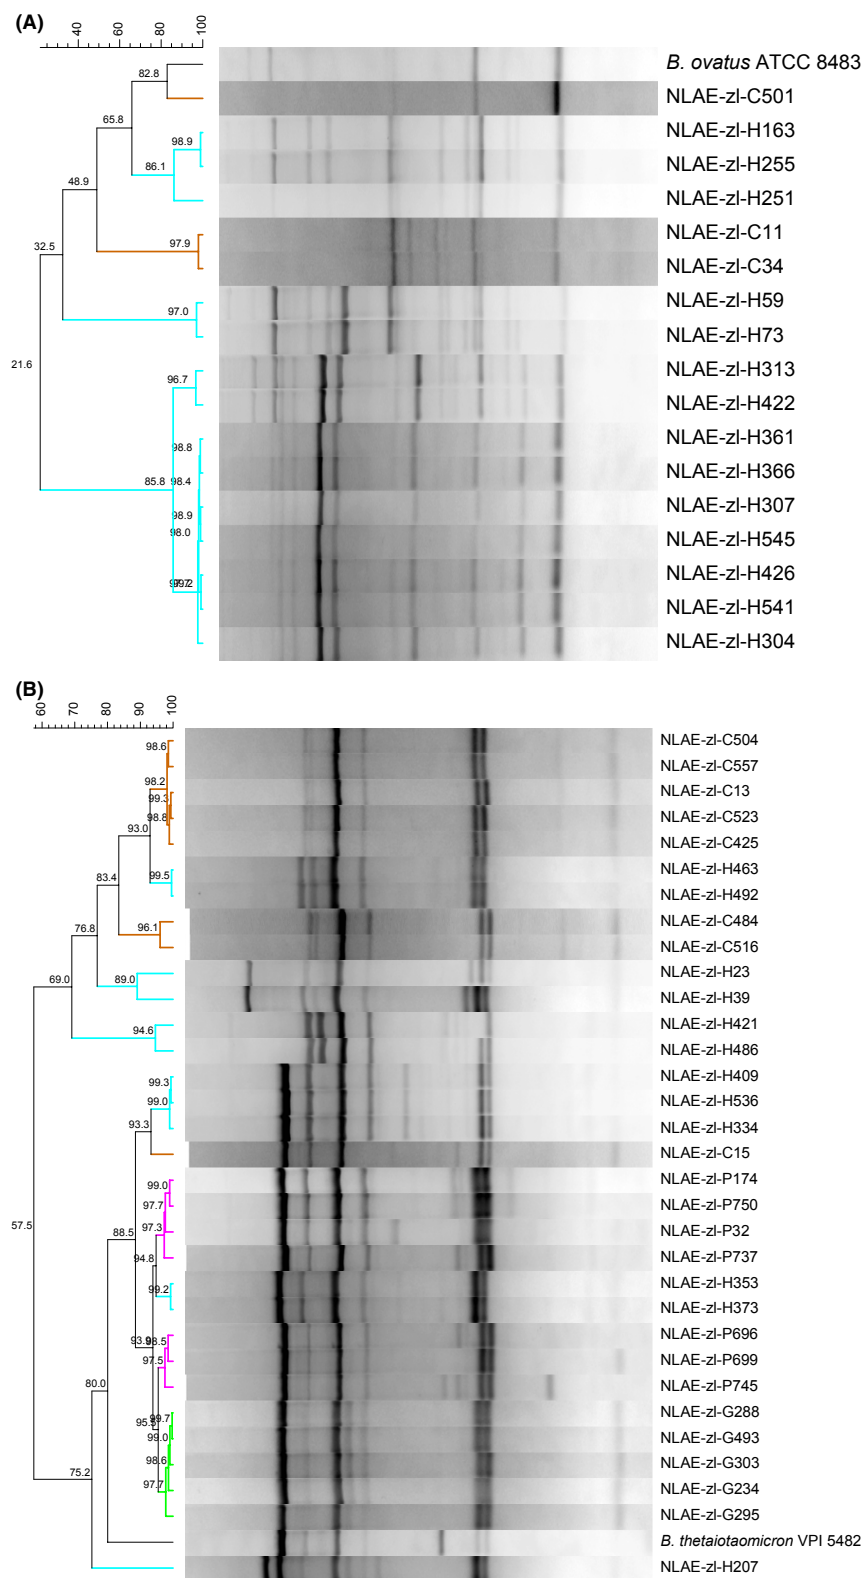 (A)
40
60
80
100
B. ovatus ATCC 8483
82.8
NLAE-zl-C501
65.8
NLAE-zl-H163
98.9
NLAE-zl-H255
86.1
48.9
NLAE-zl-H251
NLAE-zl-C11
97.9
32.5
NLAE-zl-C34
NLAE-zl-H59
97.0
NLAE-zl-H73
21.6
NLAE-zl-H313
96.7
NLAE-zl-H422
NLAE-zl-H361
98.8
NLAE-zl-H366
85.8
98.4
NLAE-zl-H307
98.9
98.0
NLAE-zl-H545
NLAE-zl-H426
NLAE-zl-H541
NLAE-zl-H304
(B)
60
70
80
90
100
NLAE-zl-C504
98.6
NLAE-zl-C557
98.2
NLAE-zl-C13
99.3
NLAE-zl-C523
98.8
93.0
NLAE-zl-C425
NLAE-zl-H463
99.5
83.4
NLAE-zl-H492
NLAE-zl-C484
96.1
76.8
NLAE-zl-C516
NLAE-zl-H23
69.0
89.0
NLAE-zl-H39
NLAE-zl-H421
94.6
NLAE-zl-H486
NLAE-zl-H409
99.3
NLAE-zl-H536
99.0
NLAE-zl-H334
93.3
NLAE-zl-C15
NLAE-zl-P174
99.0
NLAE-zl-P750
97.7
57.5
88.5
97.3
NLAE-zl-P32
NLAE-zl-P737
94.8
NLAE-zl-H353
99.2
NLAE-zl-H373
NLAE-zl-P696
93.9
98.5
NLAE-zl-P699
97.5
80.0
NLAE-zl-P745
NLAE-zl-G288
99.7
NLAE-zl-G493
99.0
NLAE-zl-G303
98.6
75.2
NLAE-zl-G234
97.7
NLAE-zl-G295
B. thetaiotaomicron VPI 5482
NLAE-zl-H207